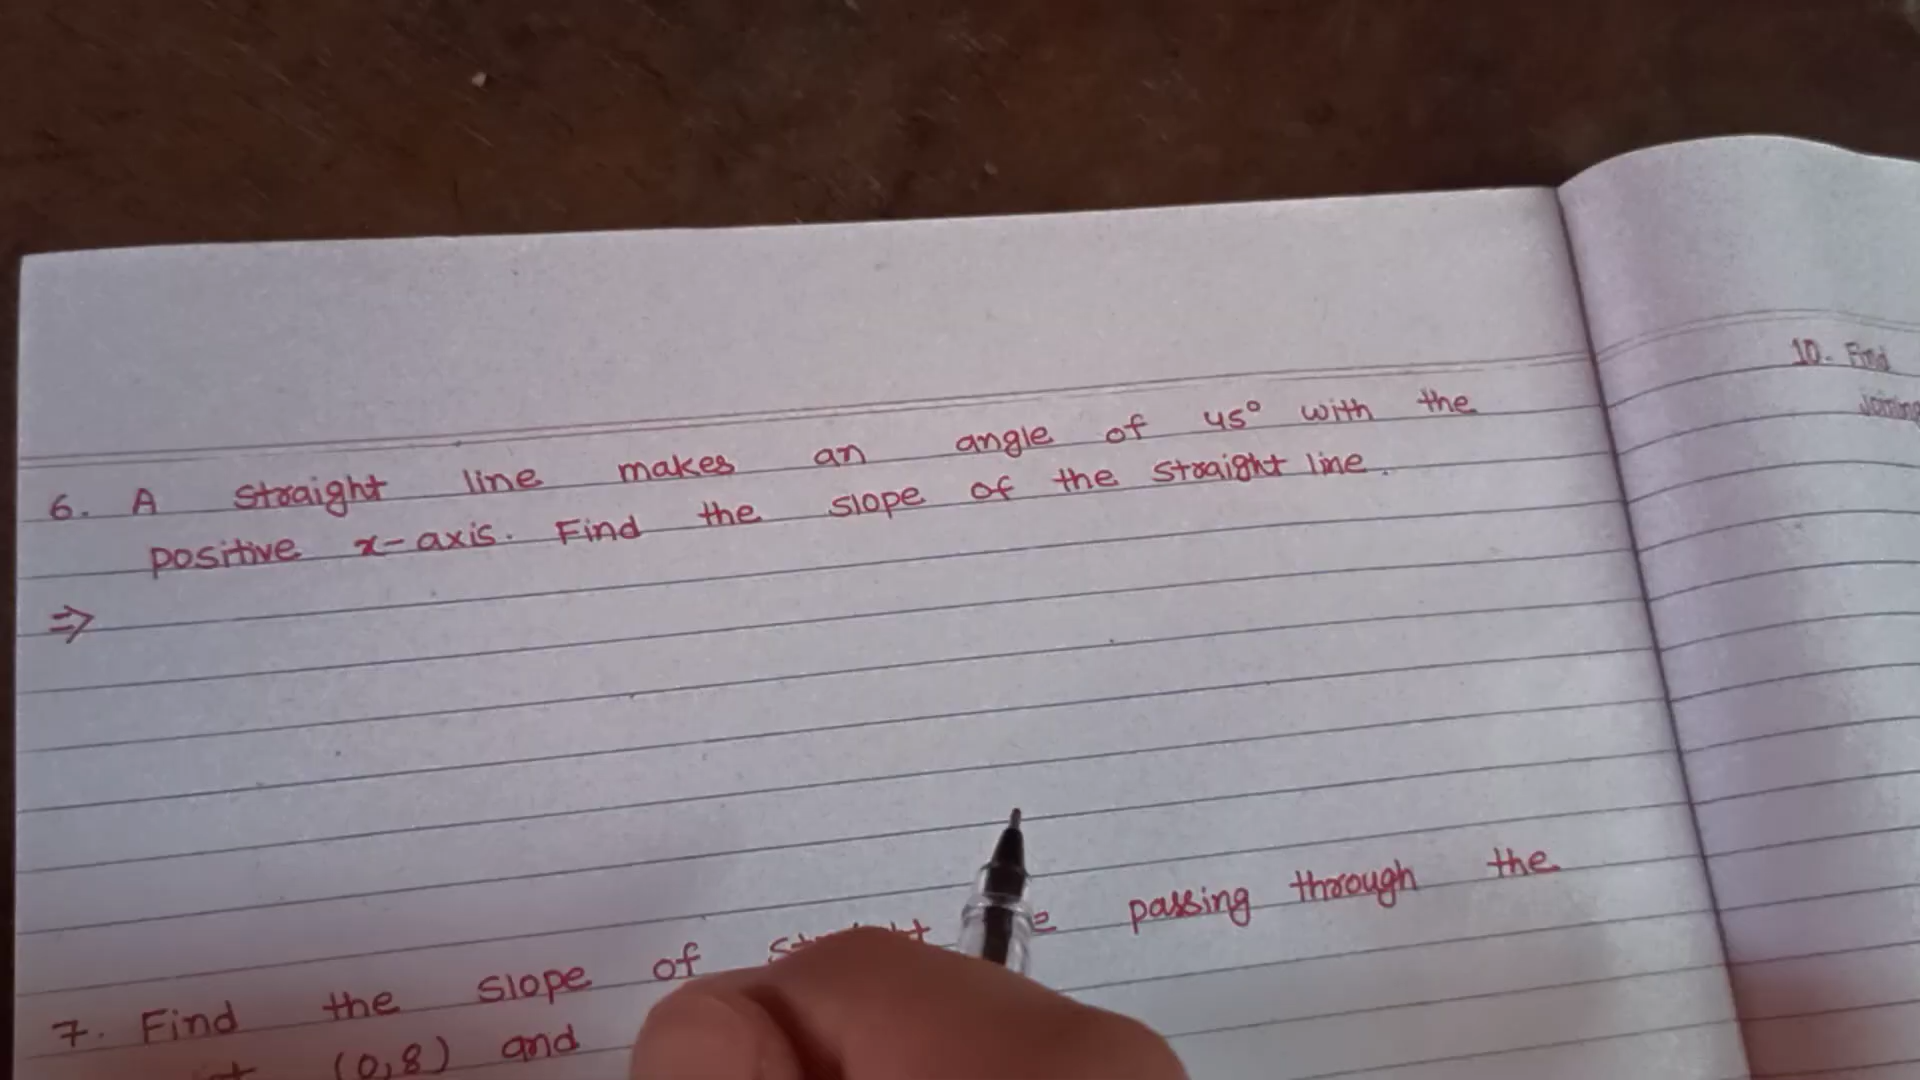 6. A straight line makes an angle of 45° with the
positive x-axis. Find the slope of the straight line.
⇒
7. Find the slope of passing through the
(0,8) and
10. Find
Joining